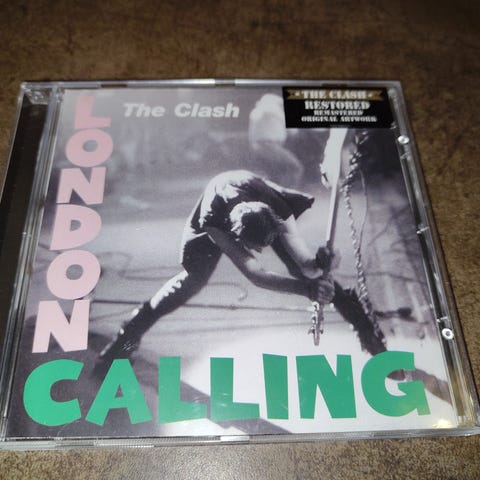 The Clash
LONDON
CALLING
THE CLASH
RESTORED
REMASTERED
ORIGINAL ARTWORK